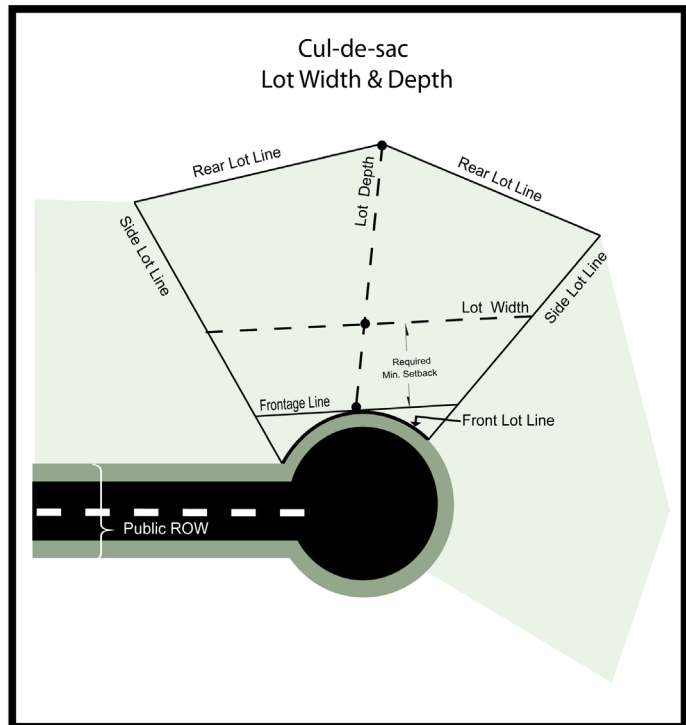 Cul-de-sac
Lot Width & Depth
Rear Lot Line
Lot Depth
Rear Lot Line
Side Lot Line
Side Lot Line
Lot Width
Required
Min. Setback
Frontage Line
Front Lot Line
Public ROW